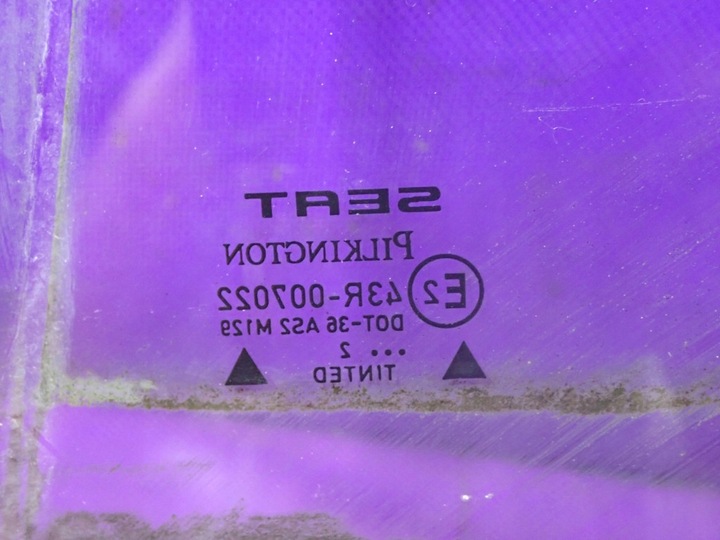 SEAT
PILKINGTON
E2 43R-007022
DOT-36 AS2 M129
••• 2
TINTED